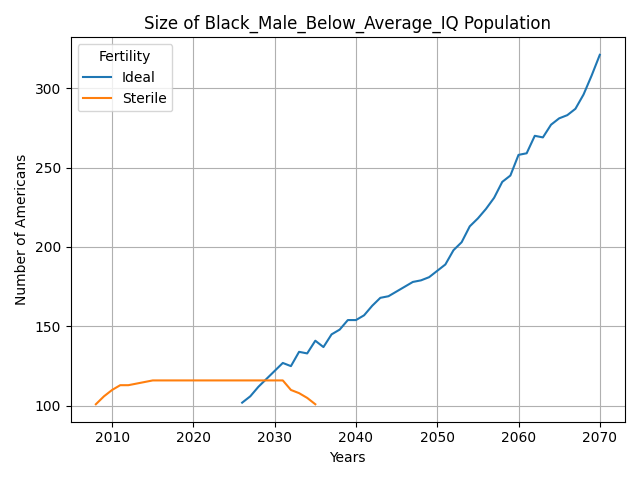 Size of Black_Male_Below_Average_IQ Population
Fertility
Ideal
Sterile
Number of Americans
300
250
200
150
100
2010 2020 2030 2040 2050 2060 2070
Years